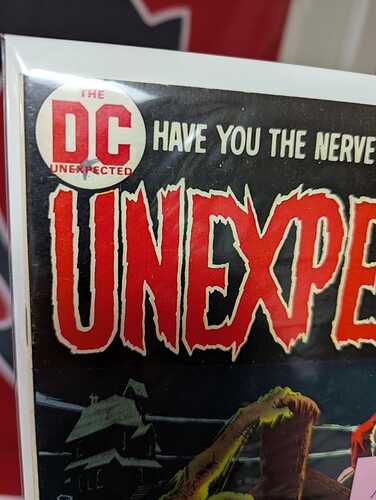 THE
DC
UNEXPECTED
HAVE YOU THE NERVE
UNEXPE